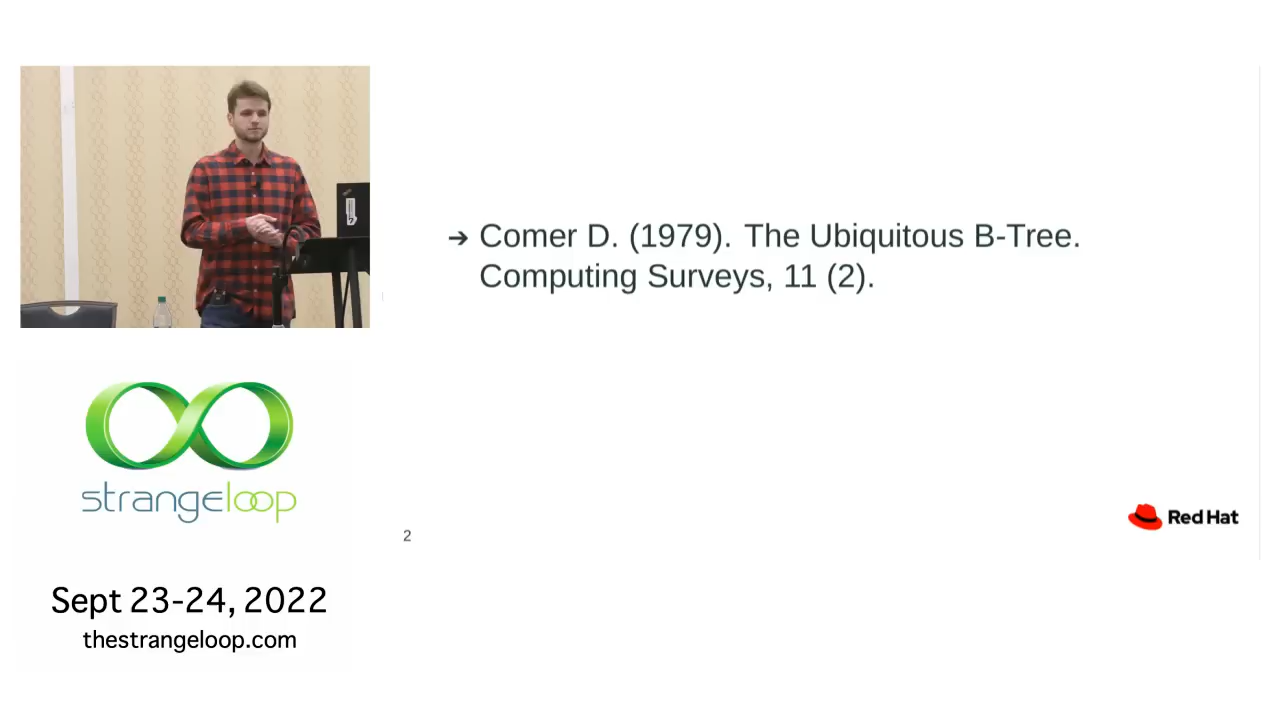 → Comer D. (1979). The Ubiquitous B-Tree.
Computing Surveys, 11 (2).
Red Hat
2
strangeloop
Sept 23-24, 2022
thestrangeloop.com